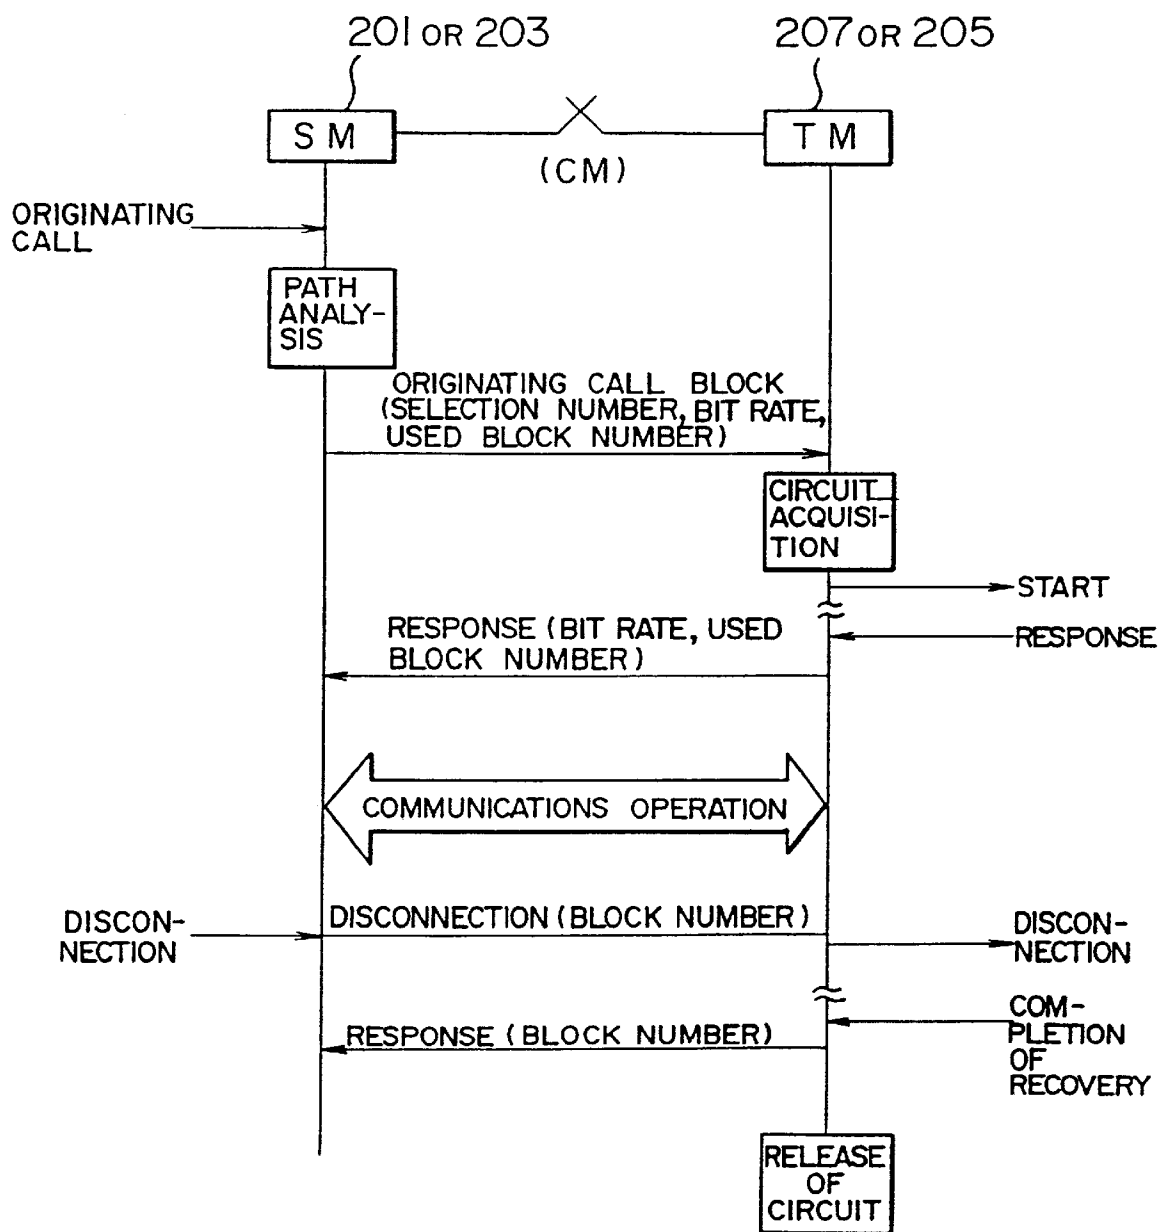 201 OR 203
207 OR 205
SM
TM
(CM)
ORIGINATING
CALL
PATH
ANALY-
SIS
ORIGINATING CALL BLOCK
(SELECTION NUMBER, BIT RATE,
USED BLOCK NUMBER)
CIRCUIT
ACQUISI-
TION
START
RESPONSE (BIT RATE, USED
BLOCK NUMBER)
RESPONSE
COMMUNICATIONS OPERATION
DISCON-
NECTION
DISCONNECTION (BLOCK NUMBER)
DISCON-
NECTION
RESPONSE (BLOCK NUMBER)
COM-
PLETION
OF
RECOVERY
RELEASE
OF
CIRCUIT